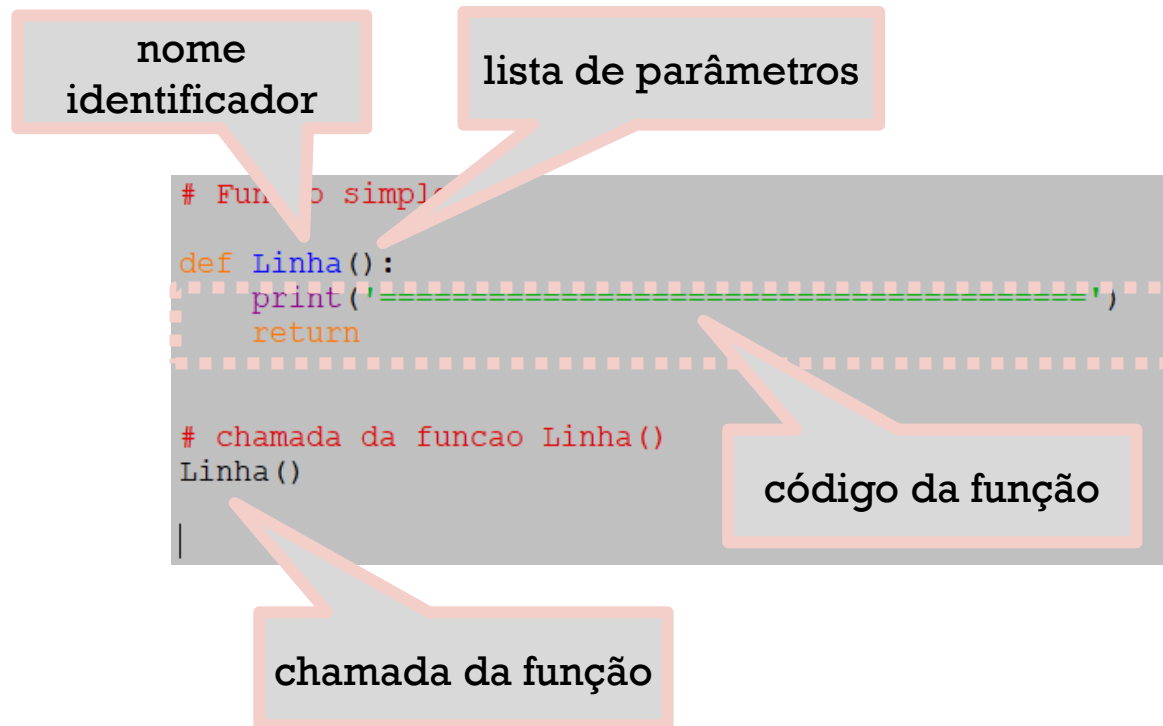 nome
identificador
lista de parâmetros
# simple
def Linha():
print('=======================================')
return
# chamada da funcao Linha()
Linha()
código da função
chamada da função